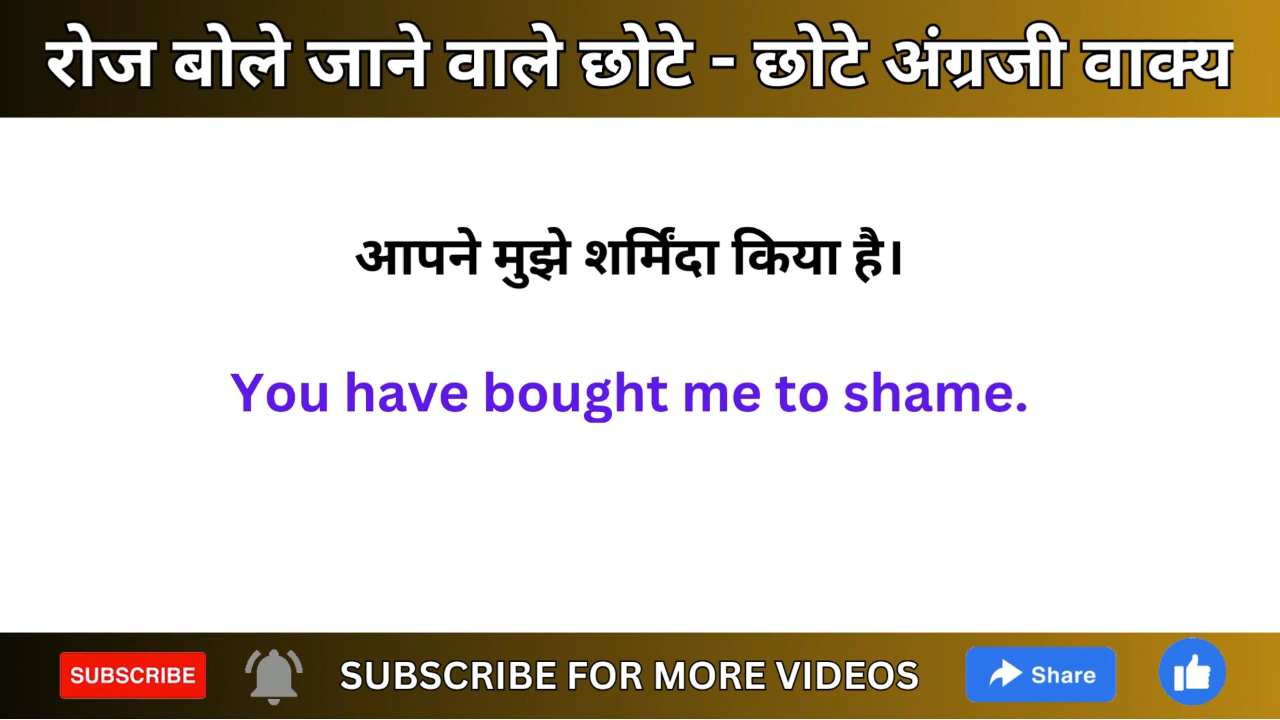 रोज बोले जाने वाले छोटे - छोटे अंग्रजी वाक्य
आपने मुझे शर्मिंदा किया है।
You have bought me to shame.
SUBSCRIBE SUBSCRIBE FOR MORE VIDEOS Share